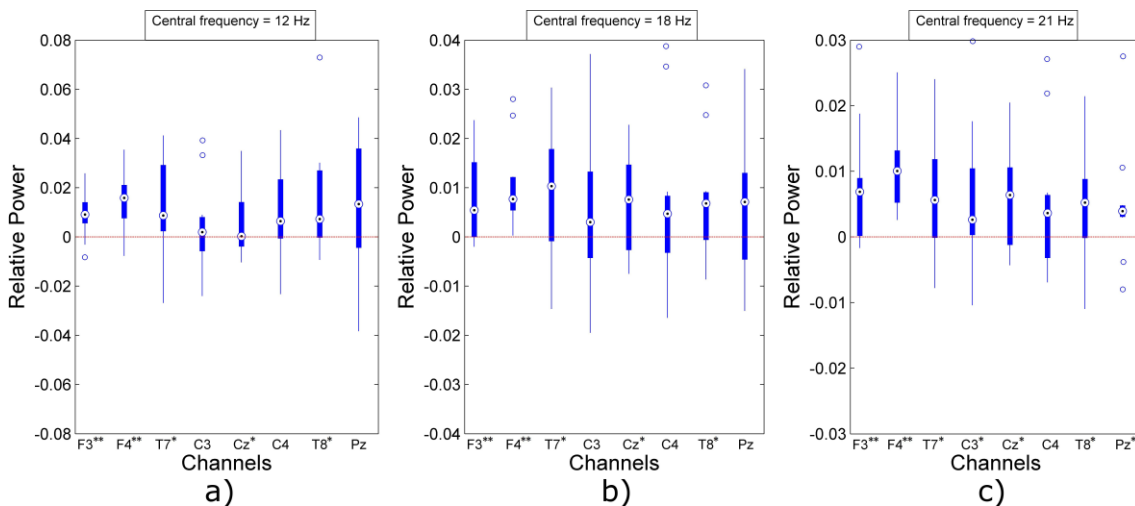 Central frequency = 12 Hz
0.08
0.06
0.04
0.02
0
-0.02
-0.04
-0.06
-0.08
Relative Power
F3** F4** T7* C3 Cz* C4 T8* Pz
Channels
a)
Central frequency = 18 Hz
0.04
0.03
0.02
0.01
0
-0.01
-0.02
-0.03
-0.04
Relative Power
F3** F4** T7* C3 Cz* C4 T8* Pz
Channels
b)
Central frequency = 21 Hz
0.03
0.02
0.01
0
-0.01
-0.02
-0.03
Relative Power
F3** F4** T7* C3* Cz* C4 T8* Pz*
Channels
c)